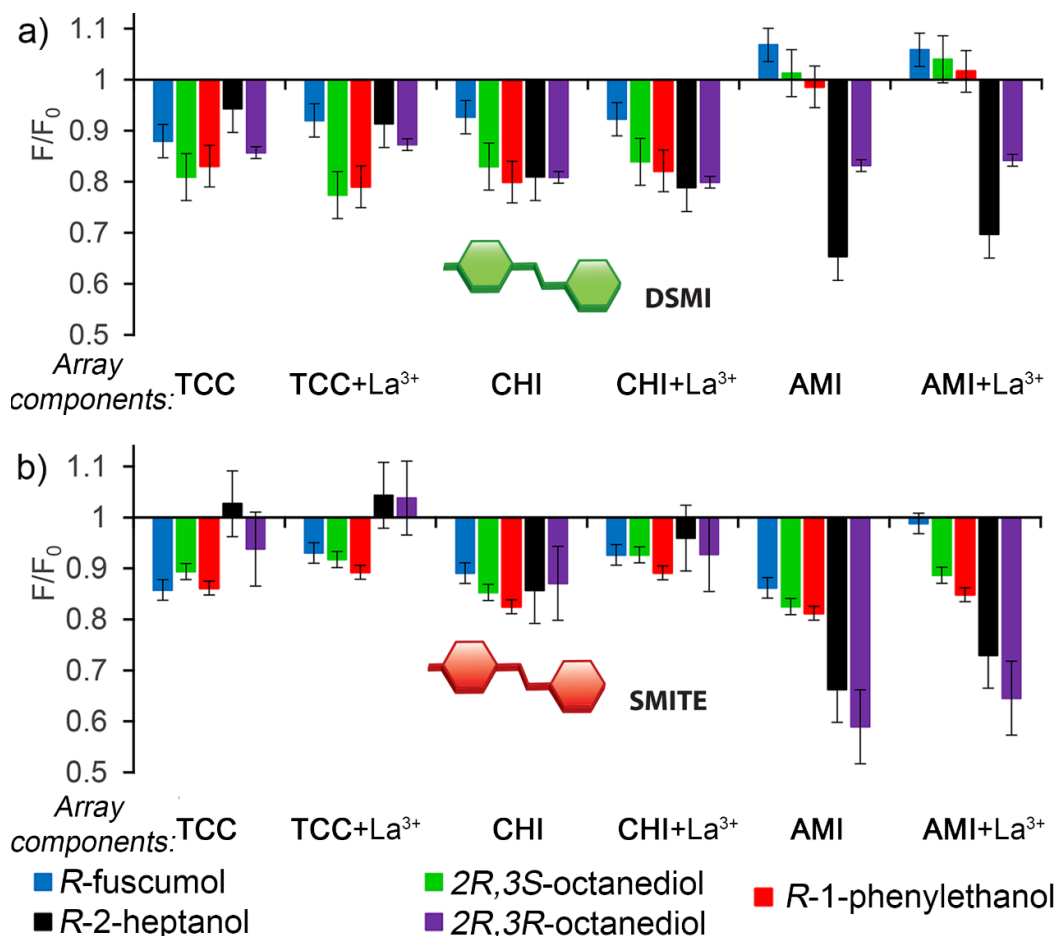 a)
1.1
1
0.9
0.8
0.7
0.6
0.5
F/F₀
DSMI
Array components: TCC TCC+La³⁺ CHI CHI+La³⁺ AMI AMI+La³⁺
b)
1.1
1
0.9
0.8
0.7
0.6
0.5
F/F₀
SMITE
Array components: TCC TCC+La³⁺ CHI CHI+La³⁺ AMI AMI+La³⁺
R-fuscumol 2R,3S-octanediol R-1-phenylethanol
R-2-heptanol 2R,3R-octanediol